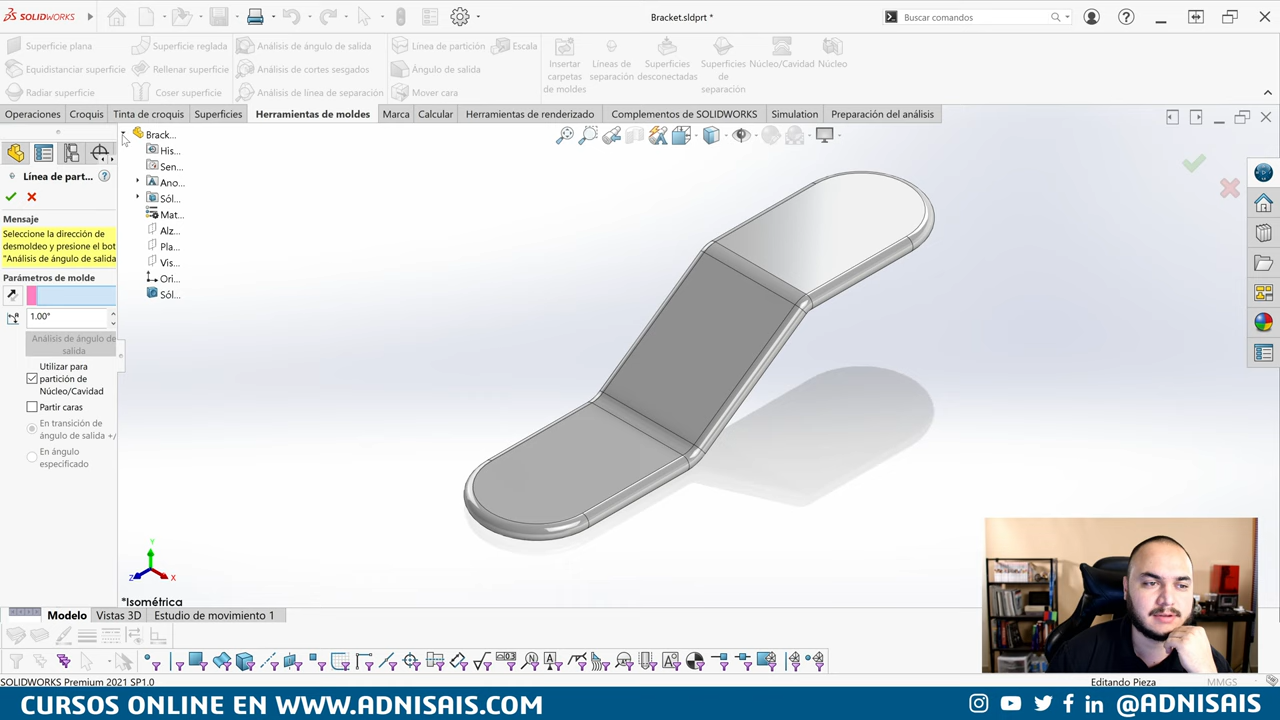 SOLIDWORKS
Bracket.sldprt *
Buscar comandos
Superficie plana
Superficie reglada
Análisis de ángulo de salida
Línea de partición
Escala
Equidistanciar superficie
Rellenar superficie
Análisis de cortes sesgados
Ángulo de salida
Radiar superficie
Coser superficie
Análisis de línea de separación
Mover cara
Insertar
carpetas
de moldes
Líneas de
separación
Superficies
desconectadas
Superficies
de
separación
Núcleo/Cavidad
Núcleo
Operaciones
Croquis
Tinta de croquis
Superficies
Herramientas de moldes
Marca
Calcular
Herramientas de renderizado
Complementos de SOLIDWORKS
Simulation
Preparación del análisis
Línea de part...
Mensaje
Seleccione la dirección de
desmoldeo y presione el bot
"Análisis de ángulo de salida
Parámetros de molde
1.00°
Análisis de ángulo de
salida
Utilizar para
partición de
Núcleo/Cavidad
Partir caras
En transición de
ángulo de salida +/
En ángulo
especificado
Brack...
His...
Sen...
Ano...
Sól...
Mat...
Alz...
Pla...
Vis...
Ori...
Sól...
Y
Z
X
*Isométrica
Modelo
Vistas 3D
Estudio de movimiento 1
SOLIDWORKS Premium 2021 SP1.0
Editando Pieza
MMGS
CURSOS ONLINE EN WWW.ADNISAIS.COM
@ADNISAIS